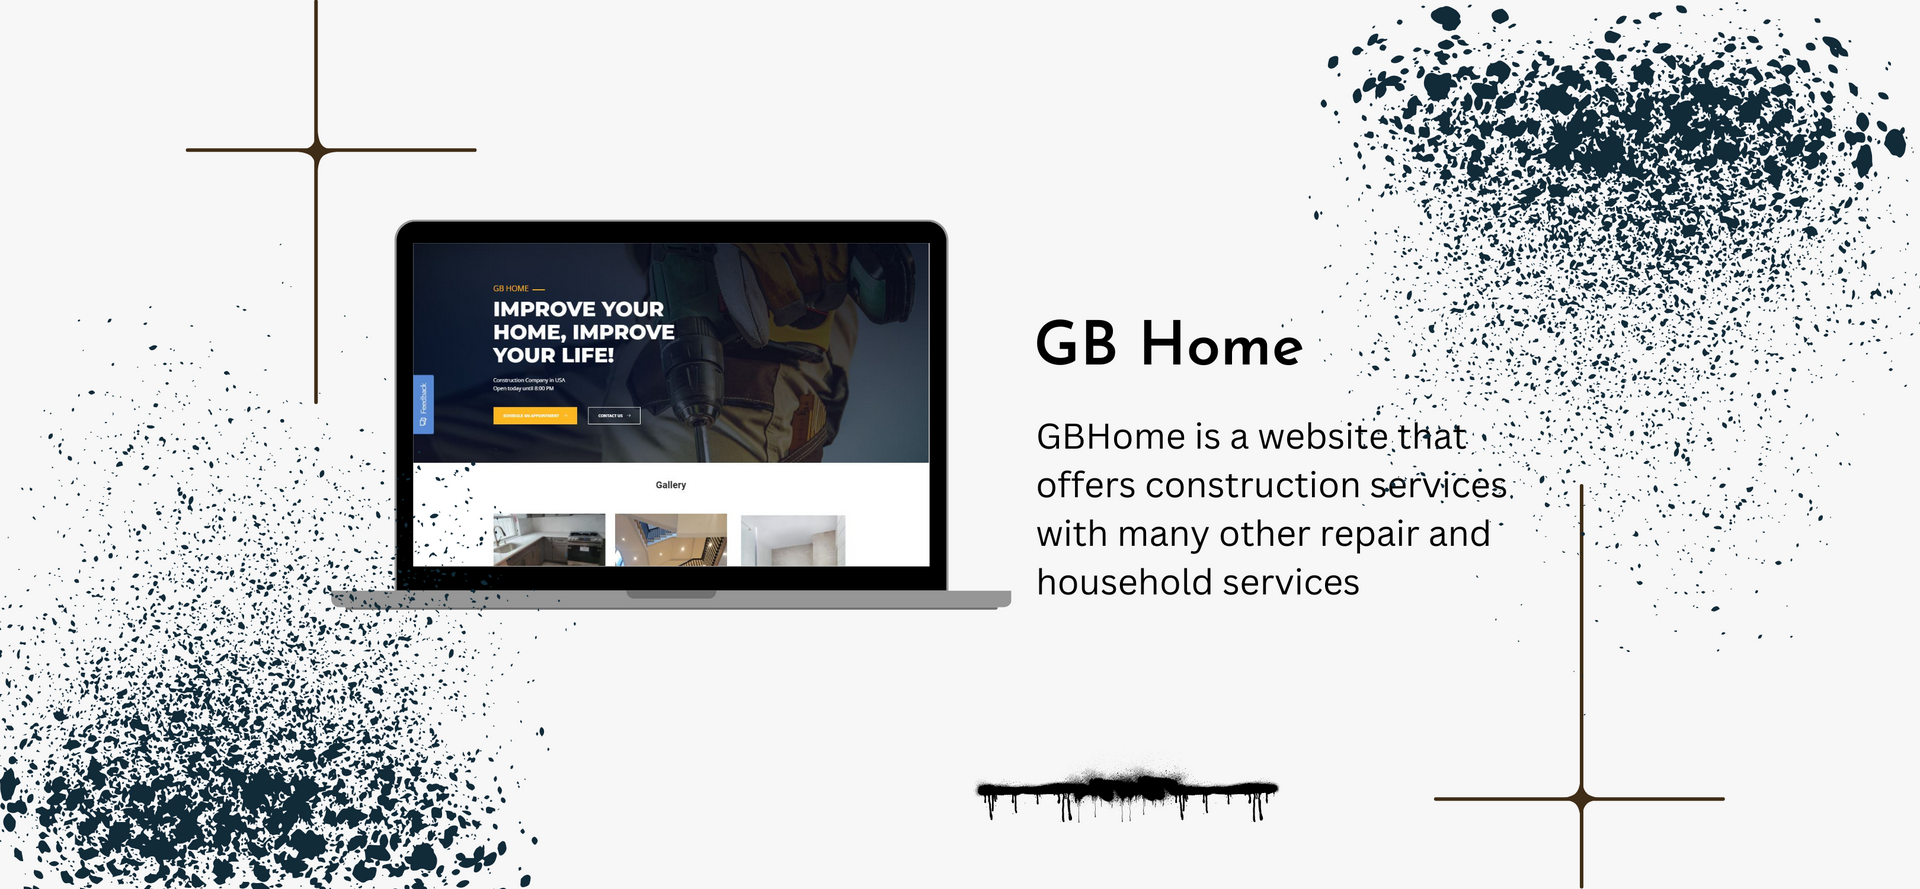 GB HOME
IMPROVE YOUR
HOME, IMPROVE
YOUR LIFE!
Construction Company in USA
Open today until 8:00 PM
SCHEDULE AN APPOINTMENT
CONTACT US
Feedback
Gallery
GB Home
GBHome is a website that
offers construction services
with many other repair and
household services